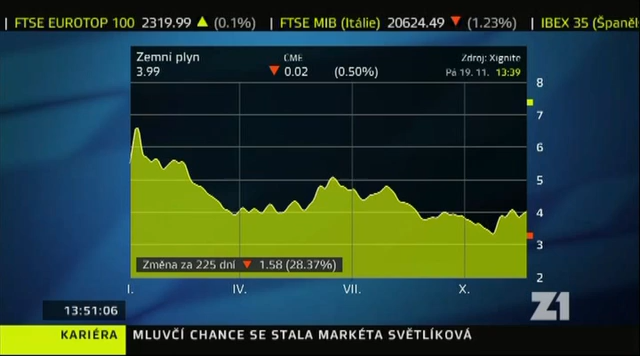 | FTSE EUROTOP 100 2319.99 ▲ (0.1%) | FTSE MIB (Itálie) 20624.49 ▼ (1.23%) | IBEX 35 (Španěl
Zemní plyn CME Zdroj: Xignite
3.99 ▼ 0.02 (0.50%) Pá 19. 11. 13:39
8
7
6
5
4
3
2
Změna za 225 dní ▼ 1.58 (28.37%)
I. IV. VII. X.
13:51:06 Z1
KARIÉRA MLUVČÍ CHANCE SE STALA MARKÉTA SVĚTLÍKOVÁ